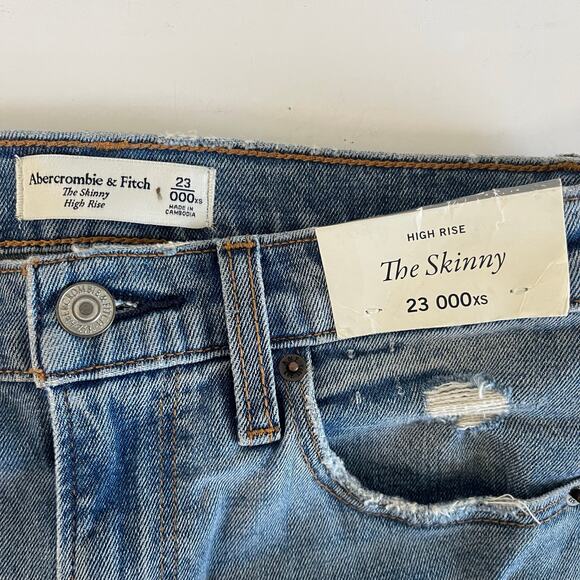 Abercrombie & Fitch
The Skinny
High Rise
23
000XS
MADE IN
CAMBODIA
HIGH RISE
The Skinny
23 000XS